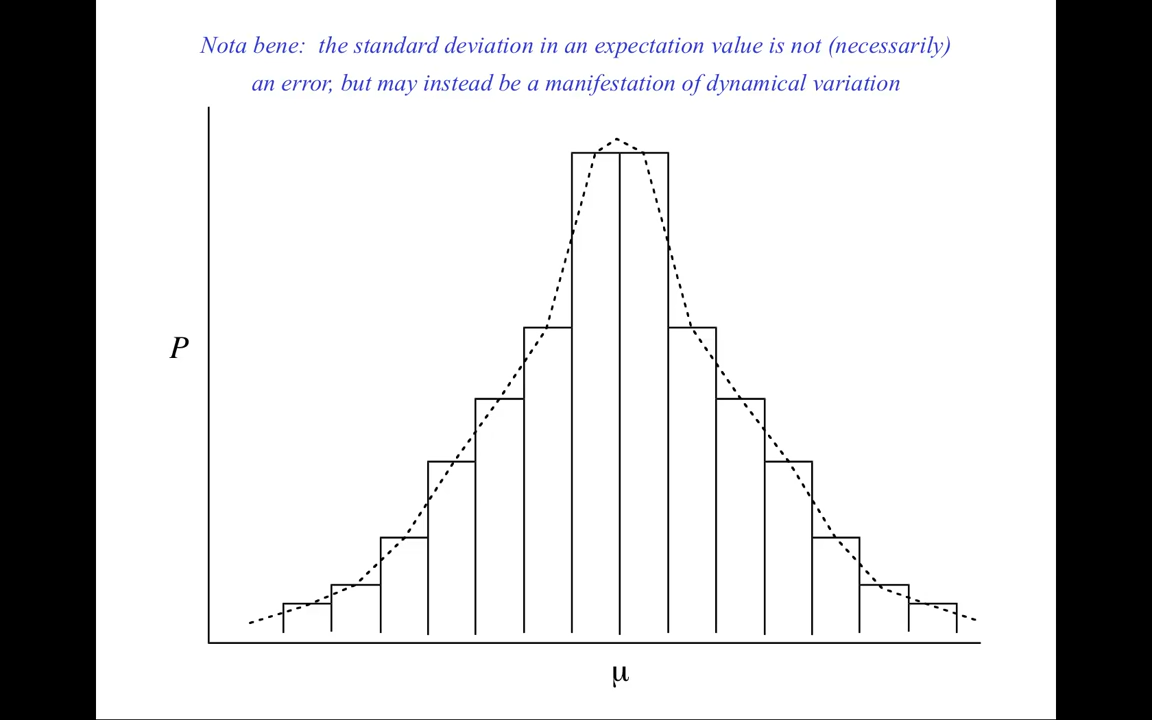 Nota bene: the standard deviation in an expectation value is not (necessarily)
an error, but may instead be a manifestation of dynamical variation
P
μ